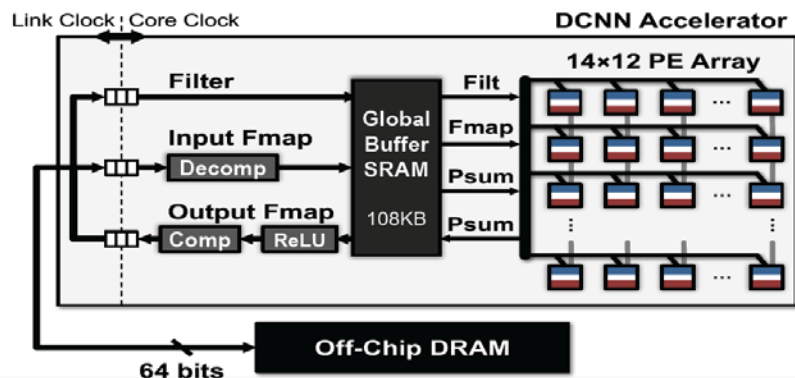 Link Clock Core Clock
DCNN Accelerator
14×12 PE Array
Filter
Filt
Input Fmap
Decomp
Global
Buffer
SRAM
108KB
Fmap
Psum
Output Fmap
Comp
ReLU
Psum
...
...
...
...
...
...
Off-Chip DRAM
64 bits